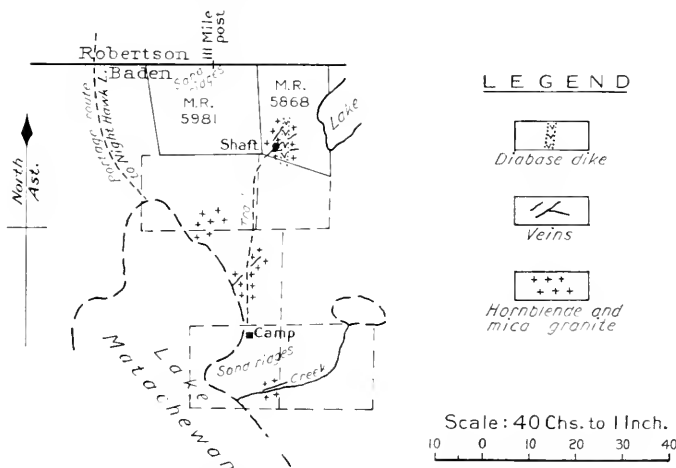 III Mile
post
Robertson
Baden
Sand
ridges
M.R.
5981
M.R.
5868
Lake
Shaft
portage route
to
Night Hawk L.
North
Ast.
Trail
Camp
Sand ridges
Creek
Lake
Matachewan
LEGEND
Diabase dike
Veins
Hornblende and
mica granite
Scale: 40 Chs. to 1 Inch.
10 0 10 20 30 40